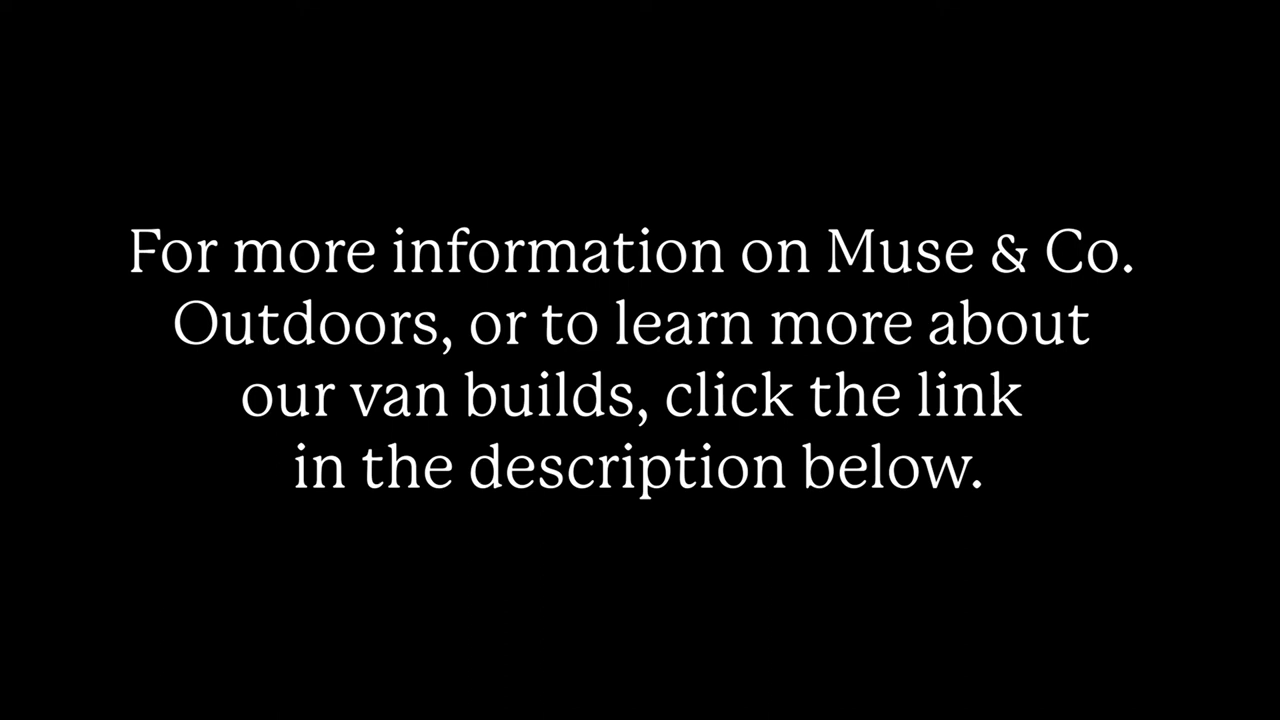 For more information on Muse & Co.
Outdoors, or to learn more about
our van builds, click the link
in the description below.